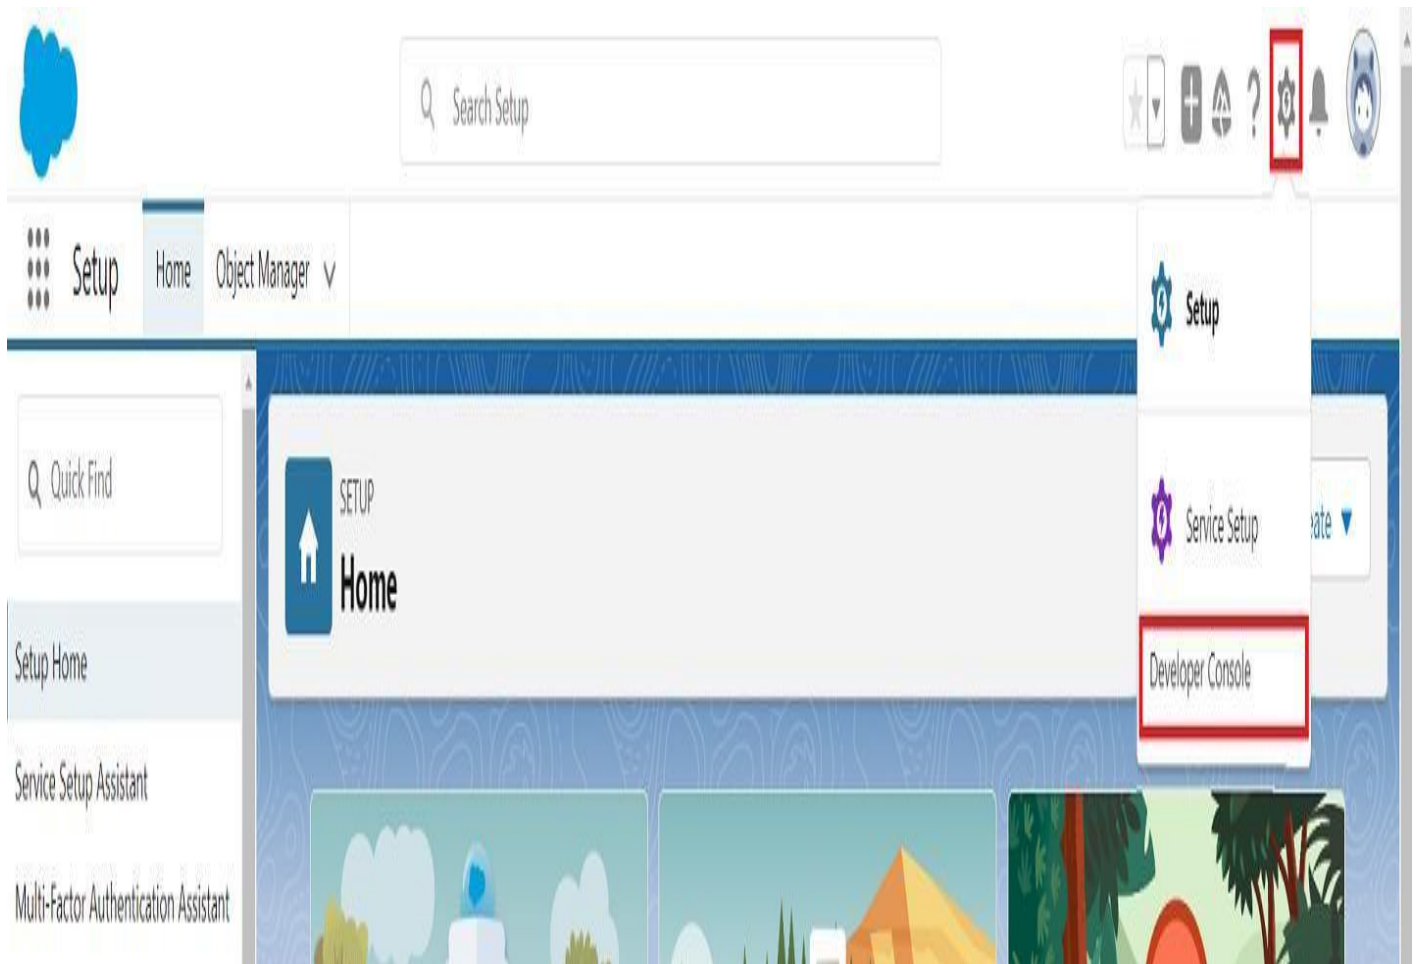 Search Setup
?
Setup
Home
Object Manager
Setup
Quick Find
SETUP
Home
Service Setup
eate
Setup Home
Developer Console
Service Setup Assistant
Multi-Factor Authentication Assistant